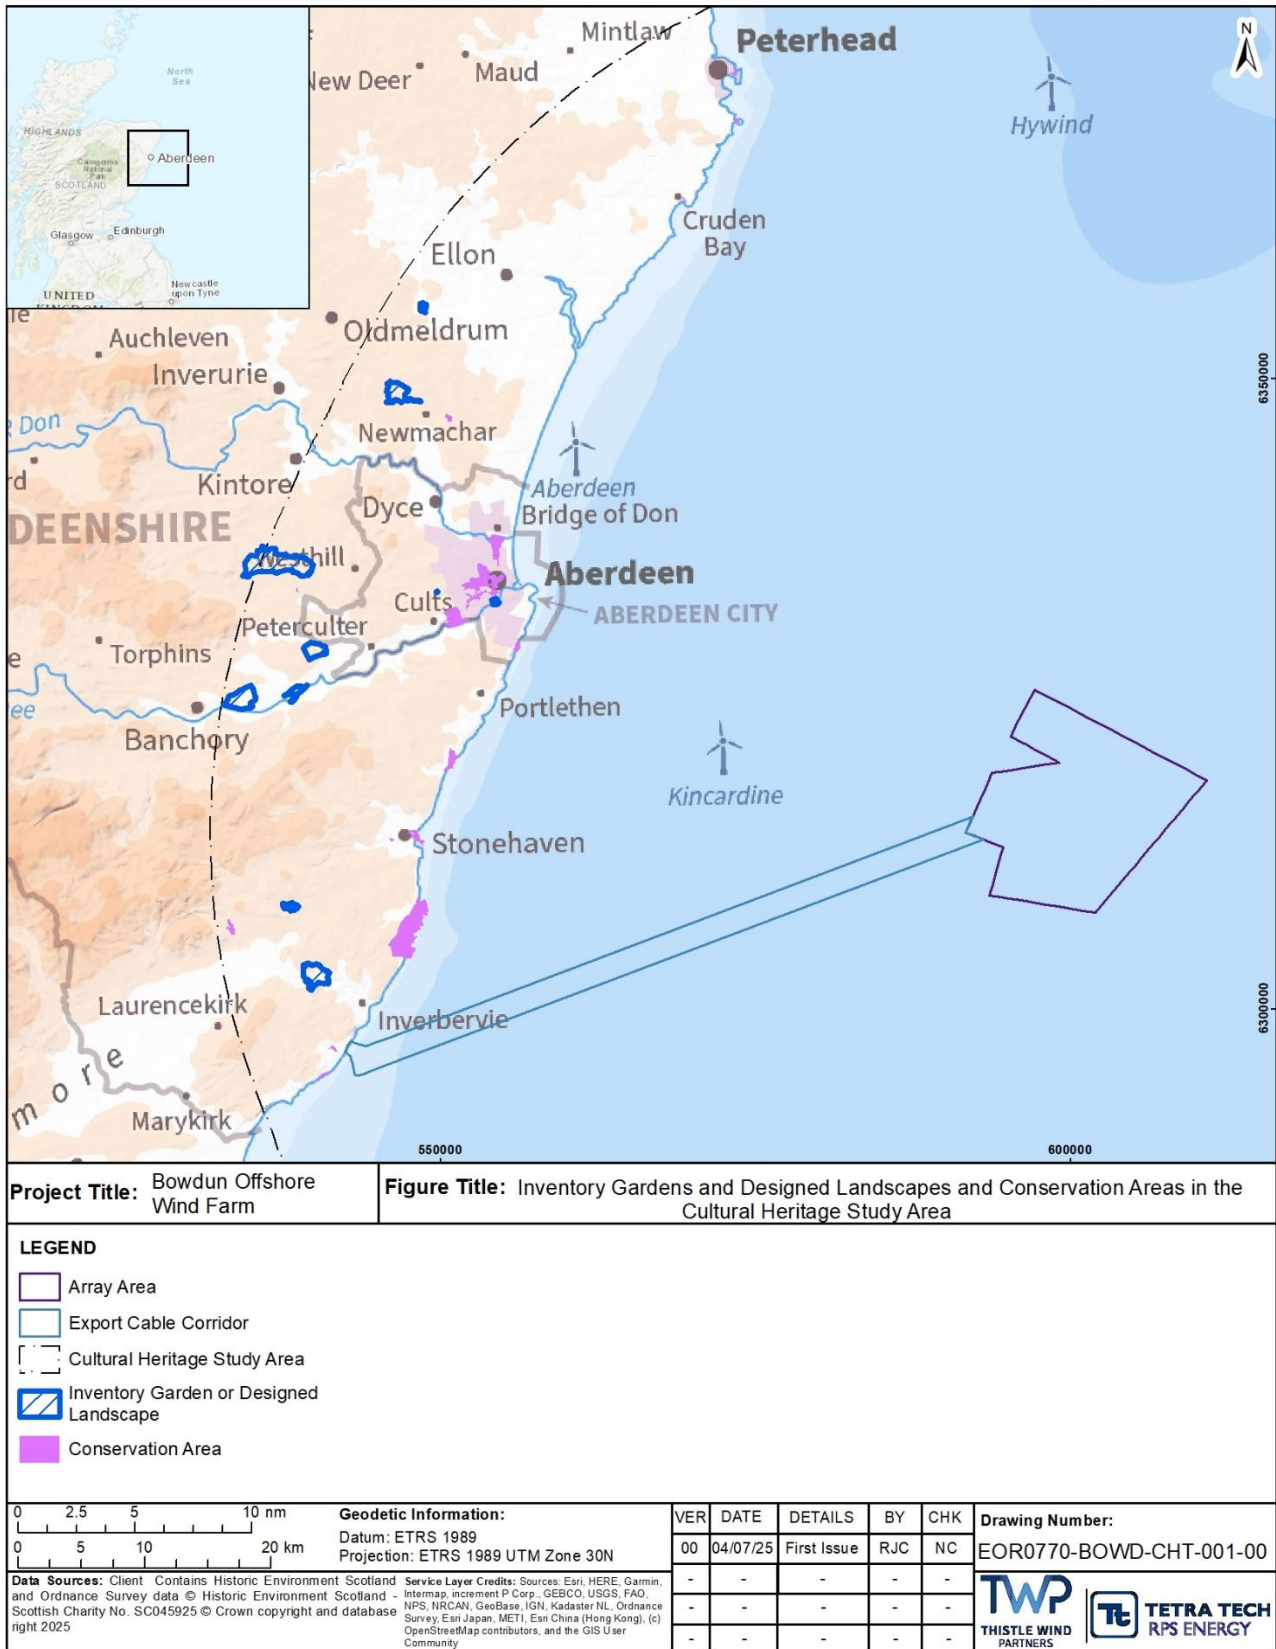 North
Sea
HIGHLANDS
Cairngorms
National
Park
Aberdeen
SCOTLAND
Glasgow
Edinburgh
Newcastle
upon Tyne
UNITED
KINGDOM
N
Mintlaw
Peterhead
New Deer
Maud
Hywind
Cruden
Bay
Ellon
Oldmeldrum
Auchleven
Inverurie
6350000
Don
Newmachar
Kintore
Aberdeen
Dyce
Bridge of Don
DEENSHIRE
Westhill
Aberdeen
Cults
ABERDEEN CITY
Peterculter
Torphins
Portlethen
Banchory
Kincardine
Stonehaven
Laurencekirk
Inverbervie
6300000
more
Marykirk
550000
600000
Project Title: Bowdun Offshore
Wind Farm
Figure Title: Inventory Gardens and Designed Landscapes and Conservation Areas in the
Cultural Heritage Study Area
LEGEND
Array Area
Export Cable Corridor
Cultural Heritage Study Area
Inventory Garden or Designed
Landscape
Conservation Area
0 2.5 5 10 nm
0 5 10 20 km
Geodetic Information:
Datum: ETRS 1989
Projection: ETRS 1989 UTM Zone 30N
VER DATE DETAILS BY CHK
00 04/07/25 First Issue RJC NC
- - - - -
- - - - -
- - - - -
Drawing Number:
EOR0770-BOWD-CHT-001-00
Data Sources: Client Contains Historic Environment Scotland
and Ordnance Survey data © Historic Environment Scotland -
Scottish Charity No. SC045925 © Crown copyright and database
right 2025
Service Layer Credits: Sources: Esri, HERE, Garmin,
Intermap, increment P Corp., GEBCO, USGS, FAO,
NPS, NRCAN, GeoBase, IGN, Kadaster NL, Ordnance
Survey, Esri Japan, METI, Esri China (Hong Kong), (c)
OpenStreetMap contributors, and the GIS User
Community
TWP
THISTLE WIND
PARTNERS
Tt
TETRA TECH
RPS ENERGY